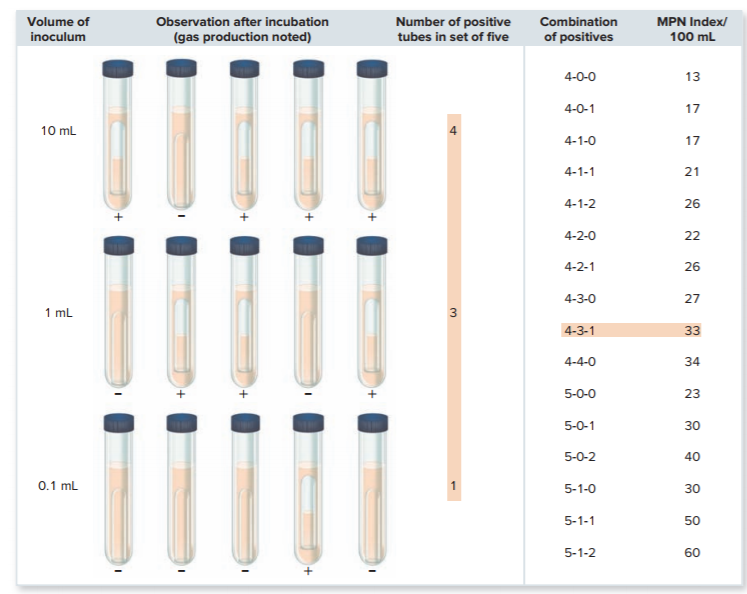 Volume of inoculum Observation after incubation (gas production noted) Number of positive tubes in set of five Combination of positives MPN Index/ 100 mL
4-0-0 13
4-0-1 17
10 mL 4
4-1-0 17
4-1-1 21
4-1-2 26
+ − + + +
4-2-0 22
4-2-1 26
4-3-0 27
1 mL 3
4-3-1 33
4-4-0 34
− + + − +
5-0-0 23
5-0-1 30
5-0-2 40
0.1 mL 1
5-1-0 30
5-1-1 50
5-1-2 60
− − − + −